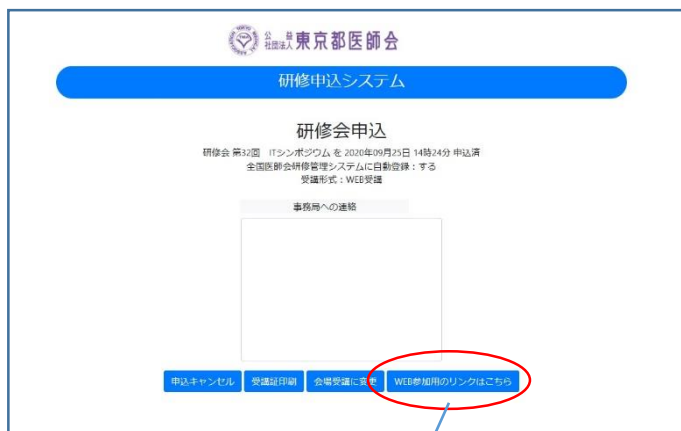 公益社団法人 東京都医師会
研修申込システム
研修会申込
研修会 第32回 ITシンポジウム を 2020年09月25日 14時24分 申込済
全国医師会研修管理システムに自動登録：する
受講形式：WEB受講
事務局への連絡
申込キャンセル 受講証印刷 会場受講に変更 WEB参加用のリンクはこちら